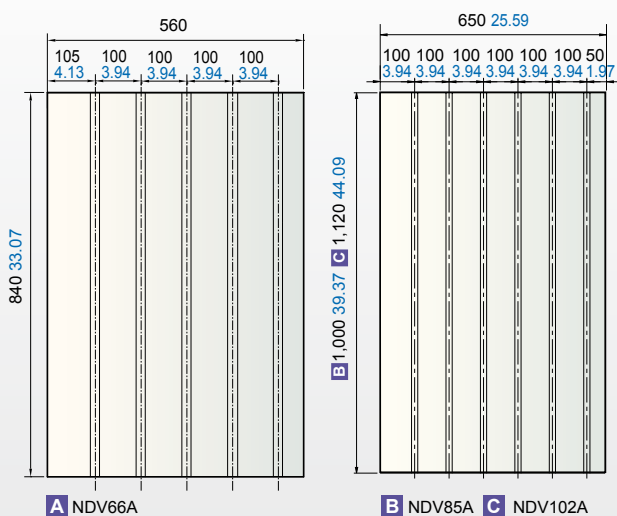 560
105 100 100 100 100
4.13 3.94 3.94 3.94 3.94
840 33.07
A NDV66A
650 25.59
100 100 100 100 100 100 50
3.94 3.94 3.94 3.94 3.94 3.94 1.97
B 1,000 39.37 C 1,120 44.09
B NDV85A C NDV102A